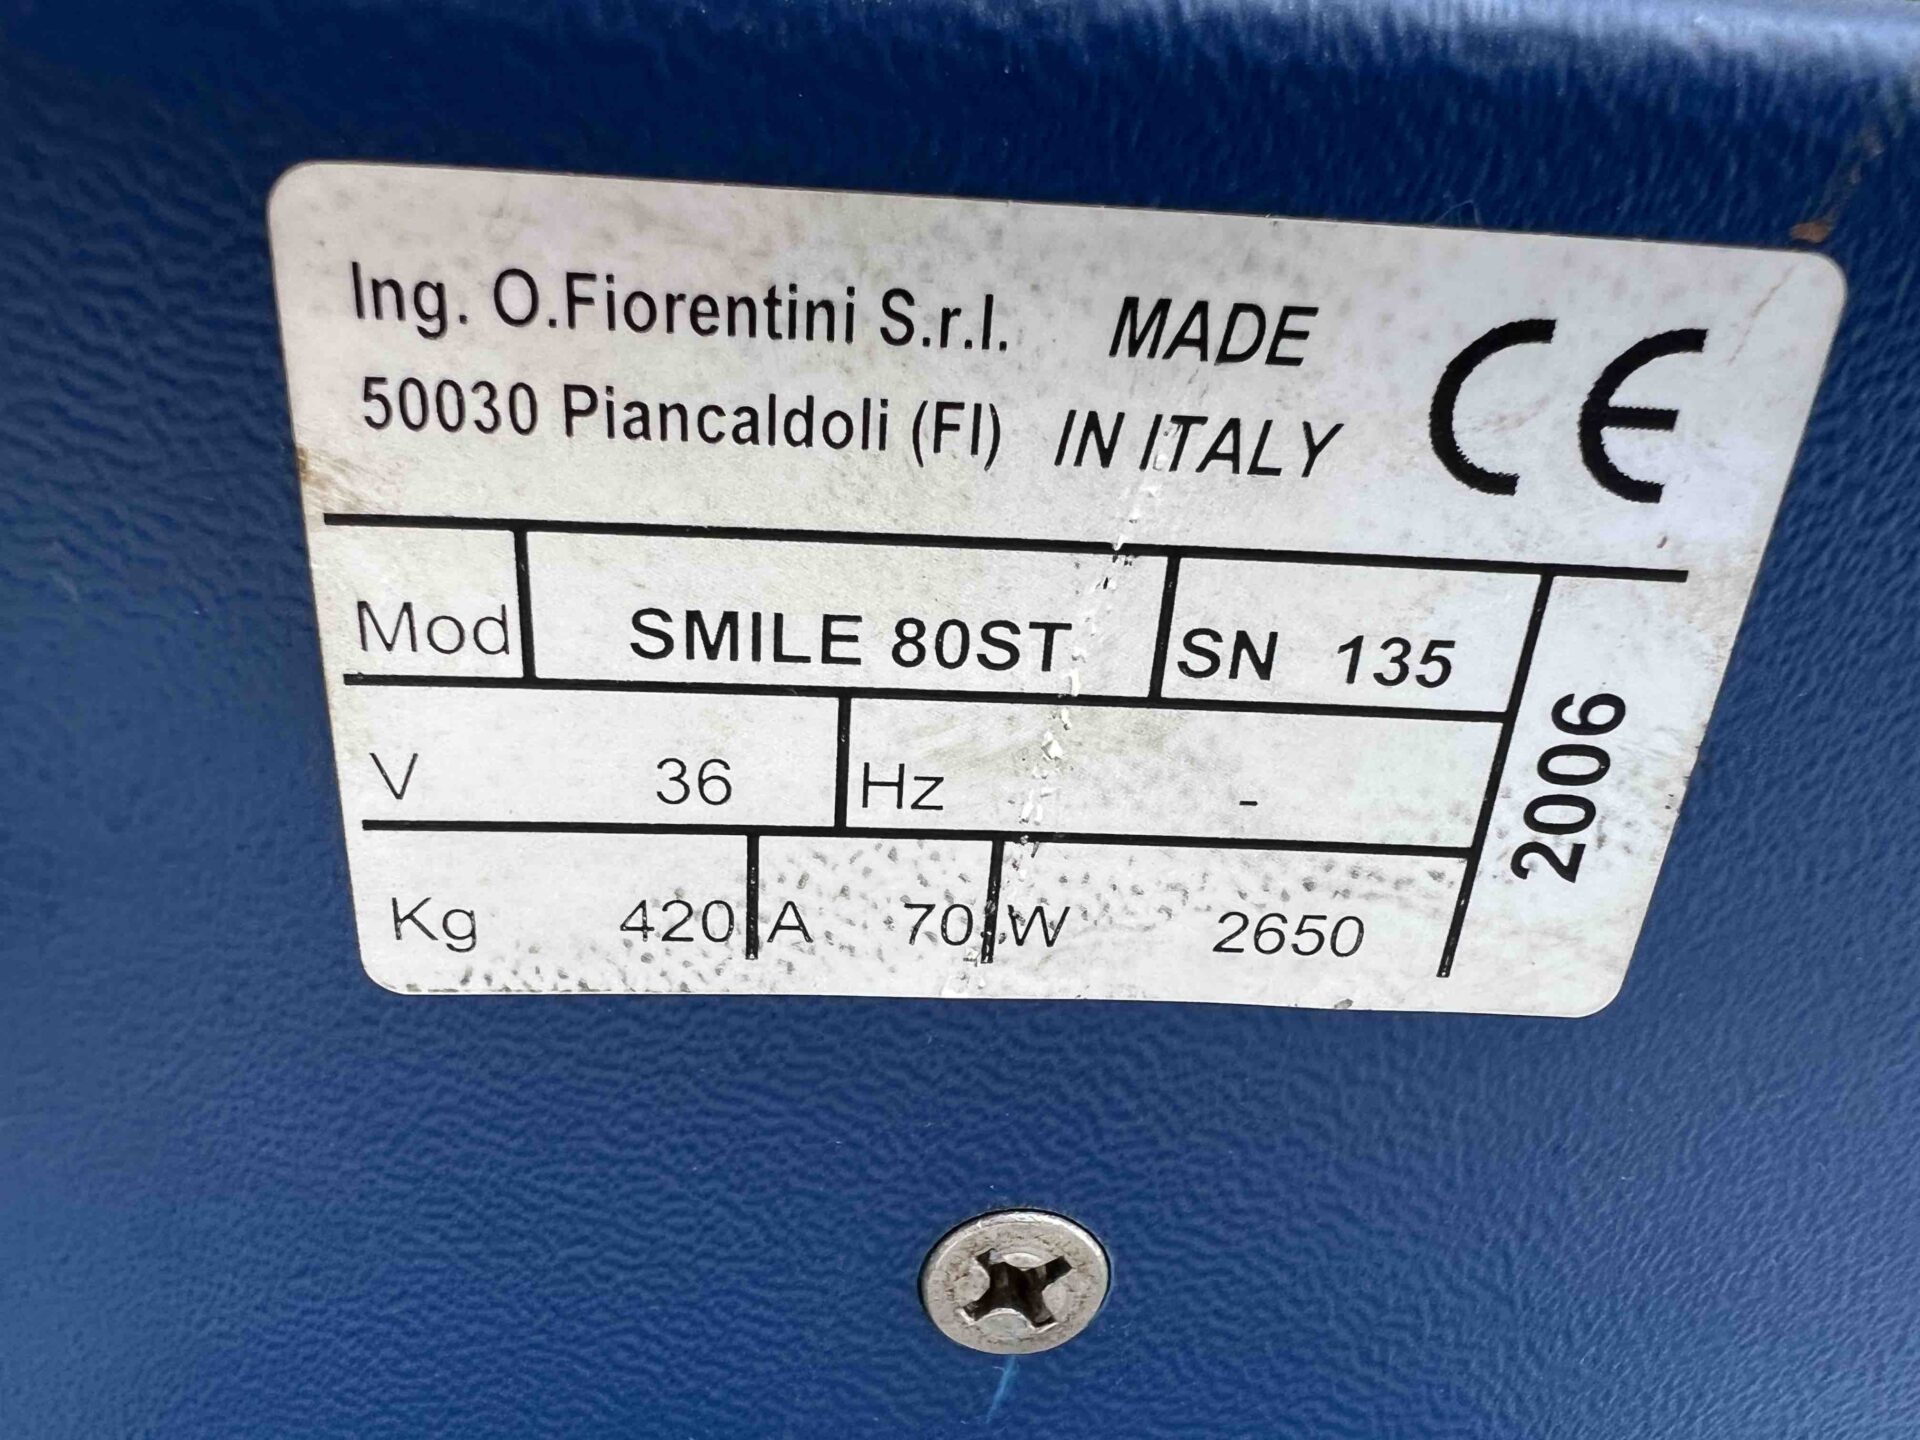 Ing. O.Fiorentini S.r.l. MADE
50030 Piancaldoli (FI) IN ITALY
CE
Mod SMILE 80ST SN 135
V 36 Hz -
Kg 420 A 70 W 2650
2006